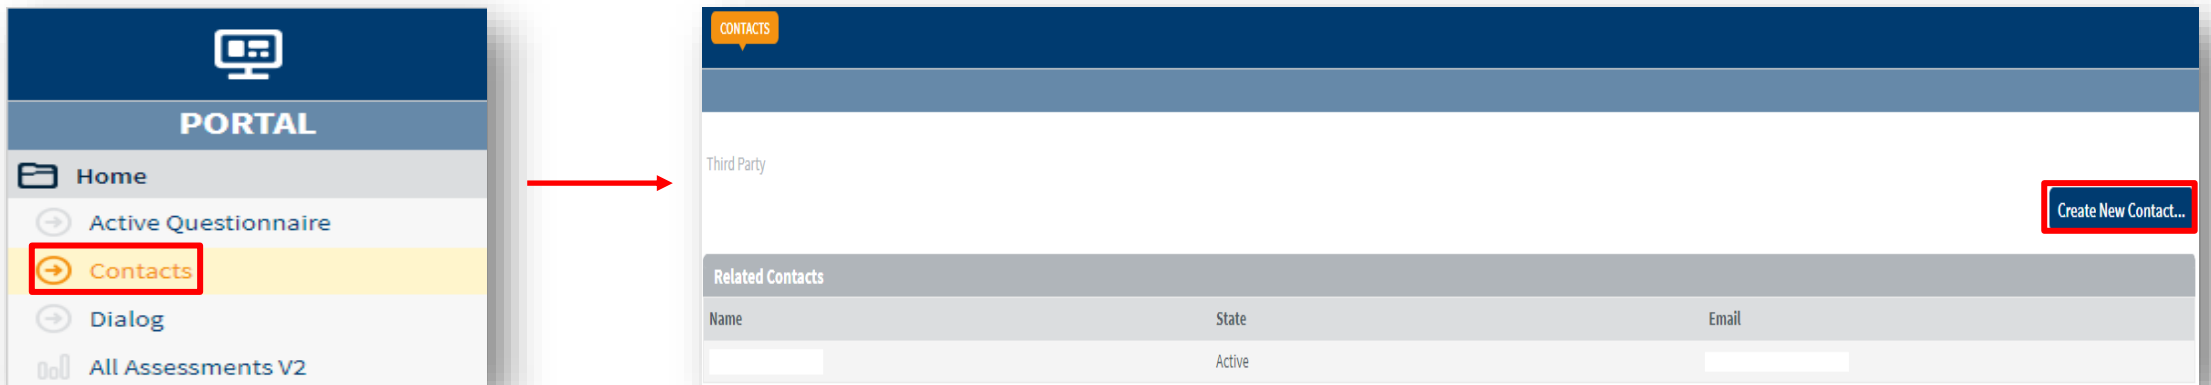 PORTAL
Home
Active Questionnaire
Contacts
Dialog
All Assessments V2
CONTACTS
Third Party
Create New Contact...
Related Contacts
Name State Email
Active